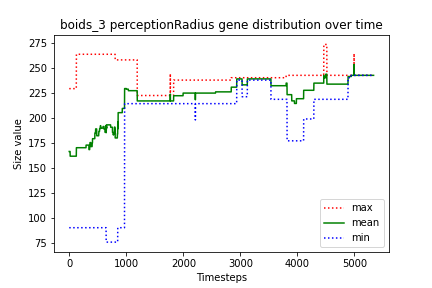 boids_3 perceptionRadius gene distribution over time
Size value
275
250
225
200
175
150
125
100
75
0
1000
2000
3000
4000
5000
Timesteps
max
mean
min